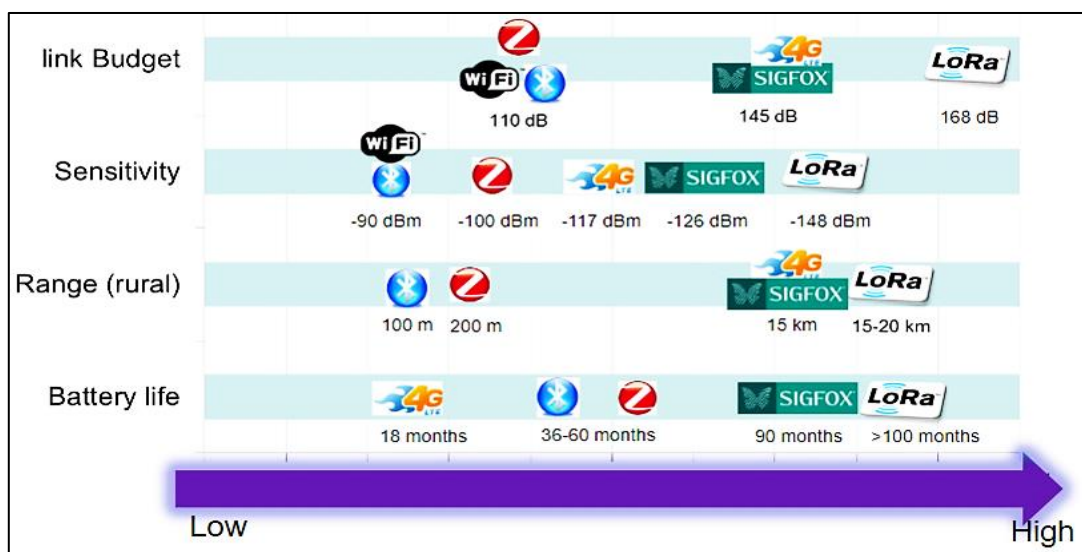 link Budget
Z
4G
LTE
LoRa
WiFi
SIGFOX
110 dB
145 dB
168 dB
WiFi
Sensitivity
Z
4G
LTE
SIGFOX
LoRa
-90 dBm
-100 dBm
-117 dBm
-126 dBm
-148 dBm
Range (rural)
Z
4G
LTE
SIGFOX
LoRa
100 m
200 m
15 km
15-20 km
Battery life
4G
LTE
Z
SIGFOX
LoRa
18 months
36-60 months
90 months
>100 months
Low
High